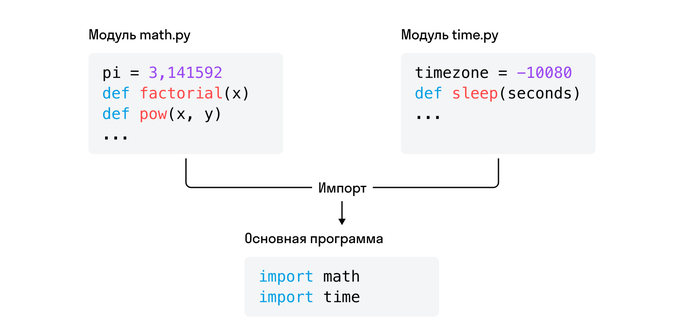 Модуль math.py
pi = 3,141592
def factorial(x)
def pow(x, y)
...
Модуль time.py
timezone = -10080
def sleep(seconds)
...
Импорт
Основная программа
import math
import time